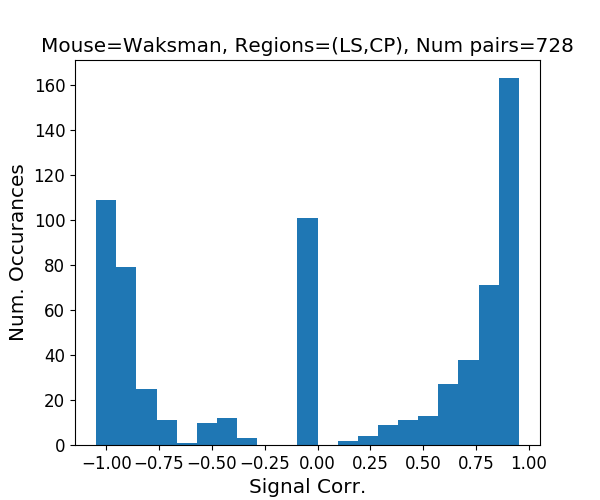 Mouse=Waksman, Regions=(LS,CP), Num pairs=728
160
140
120
100
80
60
40
20
0
Num. Occurances
−1.00 −0.75 −0.50 −0.25 0.00 0.25 0.50 0.75 1.00
Signal Corr.